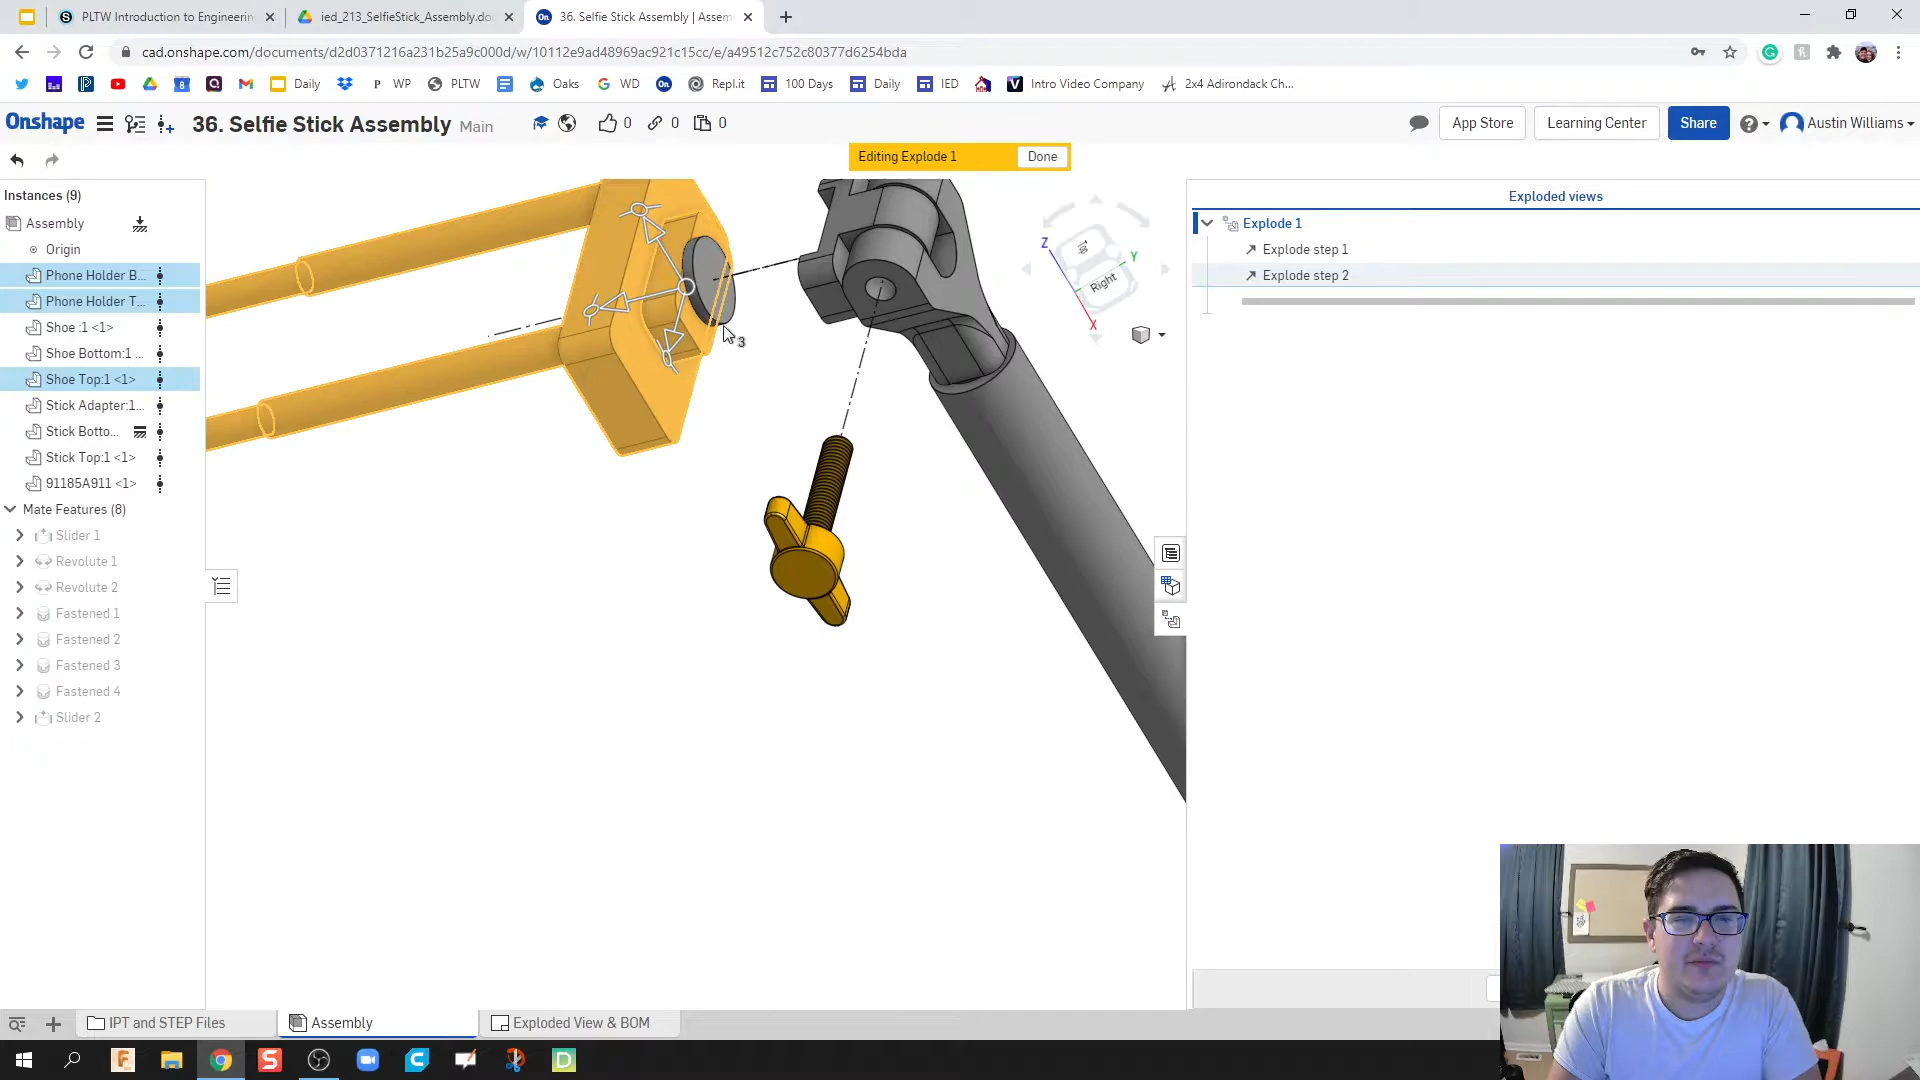 PLTW Introduction to Engineerin
ied_213_SelfieStick_Assembly.do
36. Selfie Stick Assembly | Assem
cad.onshape.com/documents/d2d0371216a231b25a9c000d/w/10112e9ad48969ac921c15cc/e/a49512c752c80377d6254bda
Daily
WP
PLTW
Oaks
WD
Repl.it
100 Days
Daily
IED
Intro Video Company
2x4 Adirondack Ch...
Onshape
36. Selfie Stick Assembly Main
0 0 0
App Store
Learning Center
Share
Austin Williams
Editing Explode 1
Done
Instances (9)
Assembly
Origin
Phone Holder B...
Phone Holder T...
Shoe :1 <1>
Shoe Bottom:1 ...
Shoe Top:1 <1>
Stick Adapter:1...
Stick Botto...
Stick Top:1 <1>
91185A911 <1>
Mate Features (8)
Slider 1
Revolute 1
Revolute 2
Fastened 1
Fastened 2
Fastened 3
Fastened 4
Slider 2
3
Z
Y
X
Top
Right
Exploded views
Explode 1
Explode step 1
Explode step 2
IPT and STEP Files
Assembly
Exploded View & BOM